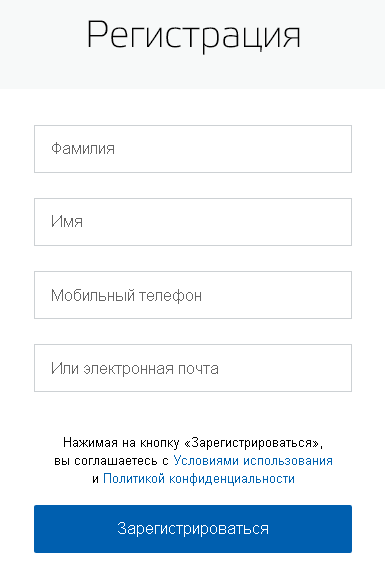 Регистрация
Фамилия
Имя
Мобильный телефон
Или электронная почта
Нажимая на кнопку «Зарегистрироваться»,
вы соглашаетесь с Условиями использования
и Политикой конфиденциальности
Зарегистрироваться